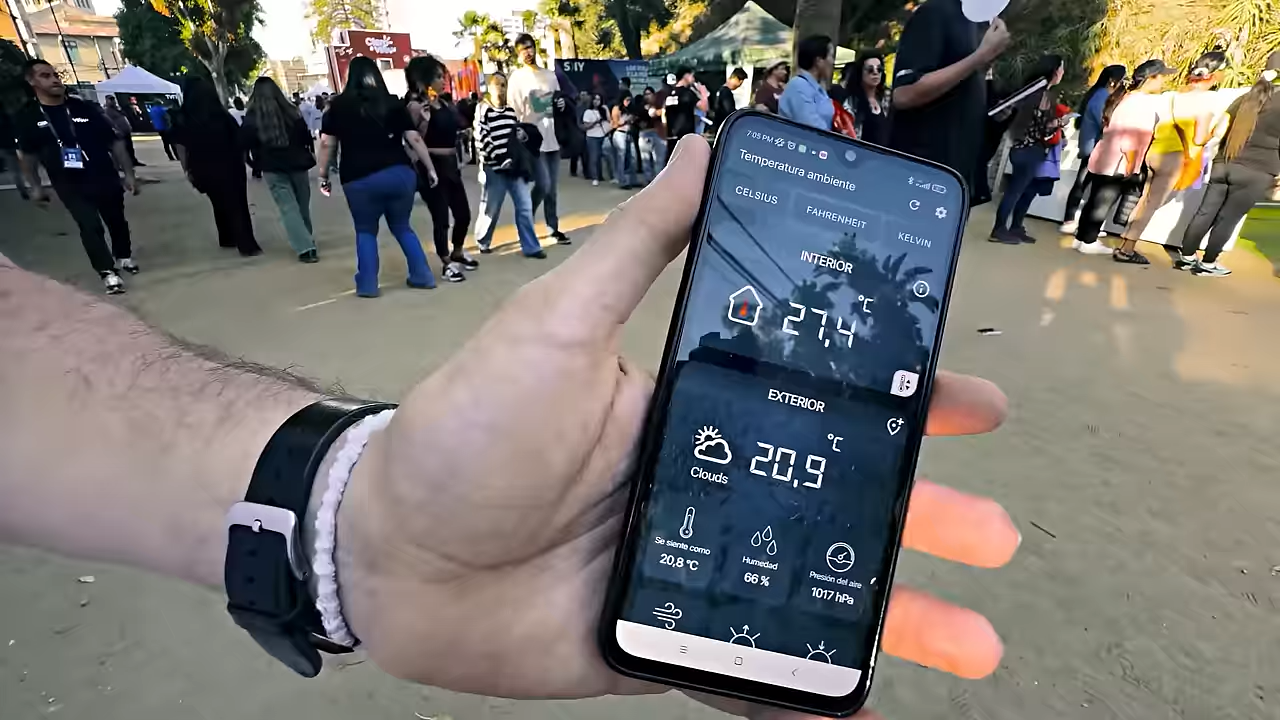 Claro
7:05 PM
Temperatura ambiente
CELSIUS
FAHRENHEIT
KELVIN
INTERIOR
27,4 °C
EXTERIOR
Clouds
20,9 °C
Se siente como
20,8 °C
Humedad
66 %
Presión del aire
1017 hPa